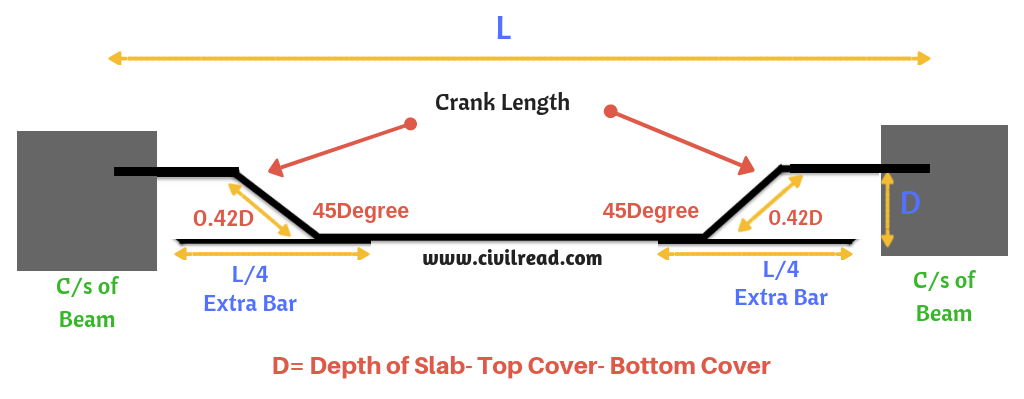 L
Crank Length
0.42D
45Degree
45Degree
0.42D
D
www.civilread.com
L/4
Extra Bar
L/4
Extra Bar
C/s of
Beam
C/s of
Beam
D= Depth of Slab- Top Cover- Bottom Cover